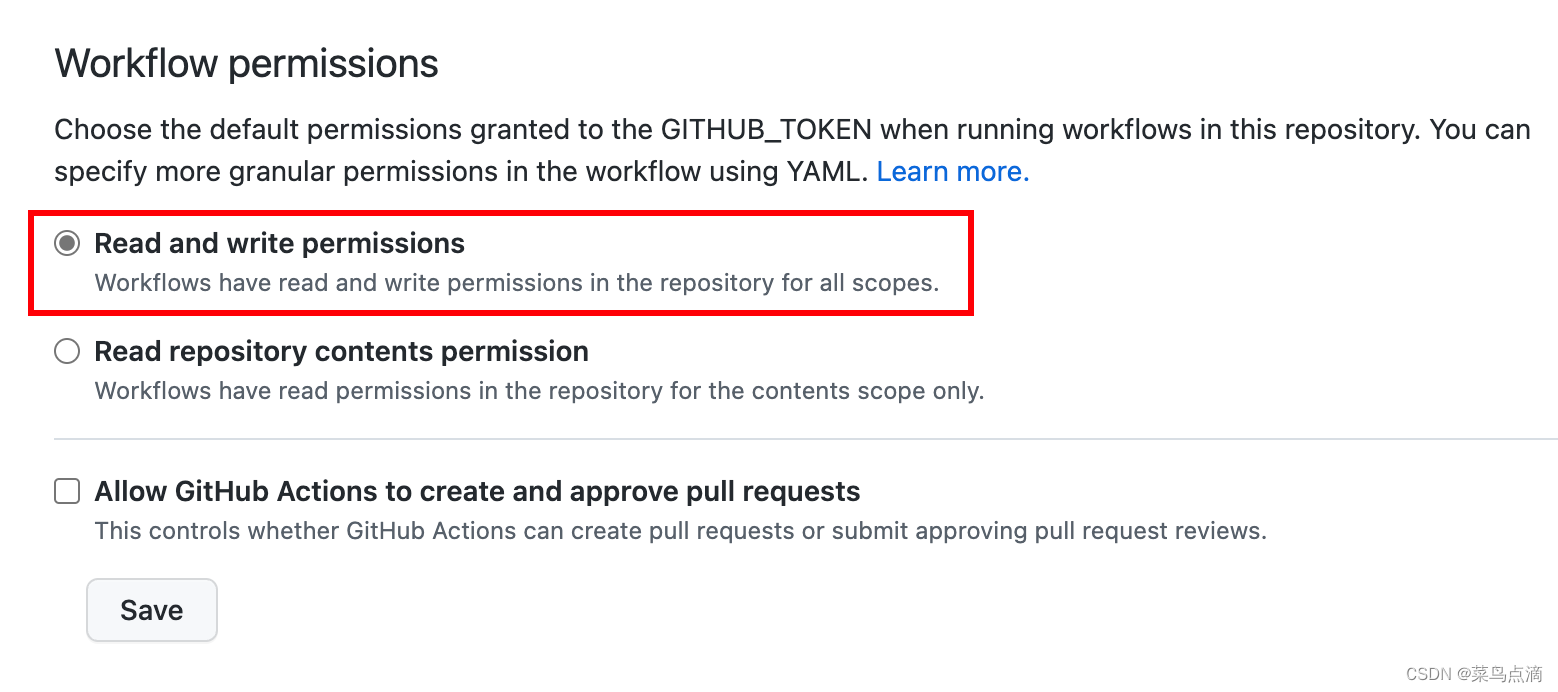 Workflow permissions
Choose the default permissions granted to the GITHUB_TOKEN when running workflows in this repository. You can
specify more granular permissions in the workflow using YAML. Learn more.
Read and write permissions
Workflows have read and write permissions in the repository for all scopes.
Read repository contents permission
Workflows have read permissions in the repository for the contents scope only.
Allow GitHub Actions to create and approve pull requests
This controls whether GitHub Actions can create pull requests or submit approving pull request reviews.
Save
CSDN @菜鸟点滴